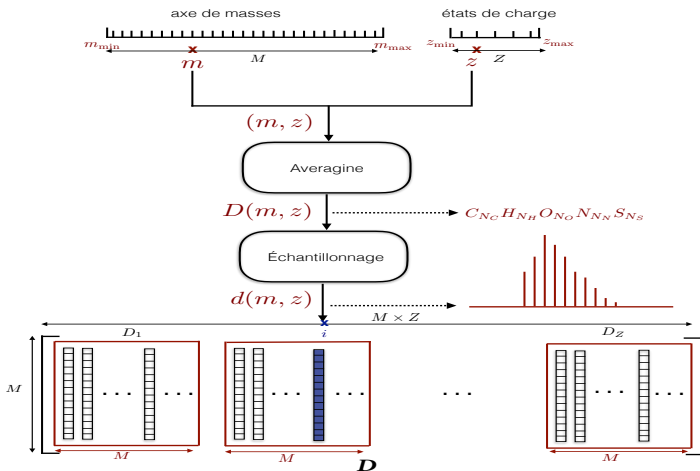 axe de masses états de charge
m_min m_max z_min z_max
M Z
m z
(m, z)
Averagine
D(m, z) C_{N_C} H_{N_H} O_{N_O} N_{N_N} S_{N_S}
Échantillonnage
d(m, z)
M × Z
D_1 i D_Z
M
... ... ... ... ... ... ...
M M M
D